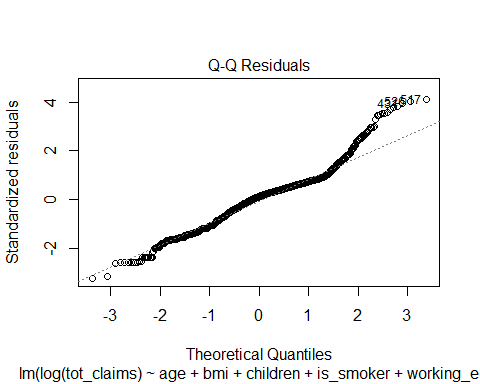 Q-Q Residuals
Standardized residuals
4
2
0
-2
517
-3 -2 -1 0 1 2 3
Theoretical Quantiles
lm(log(tot_claims) ~ age + bmi + children + is_smoker + working_e